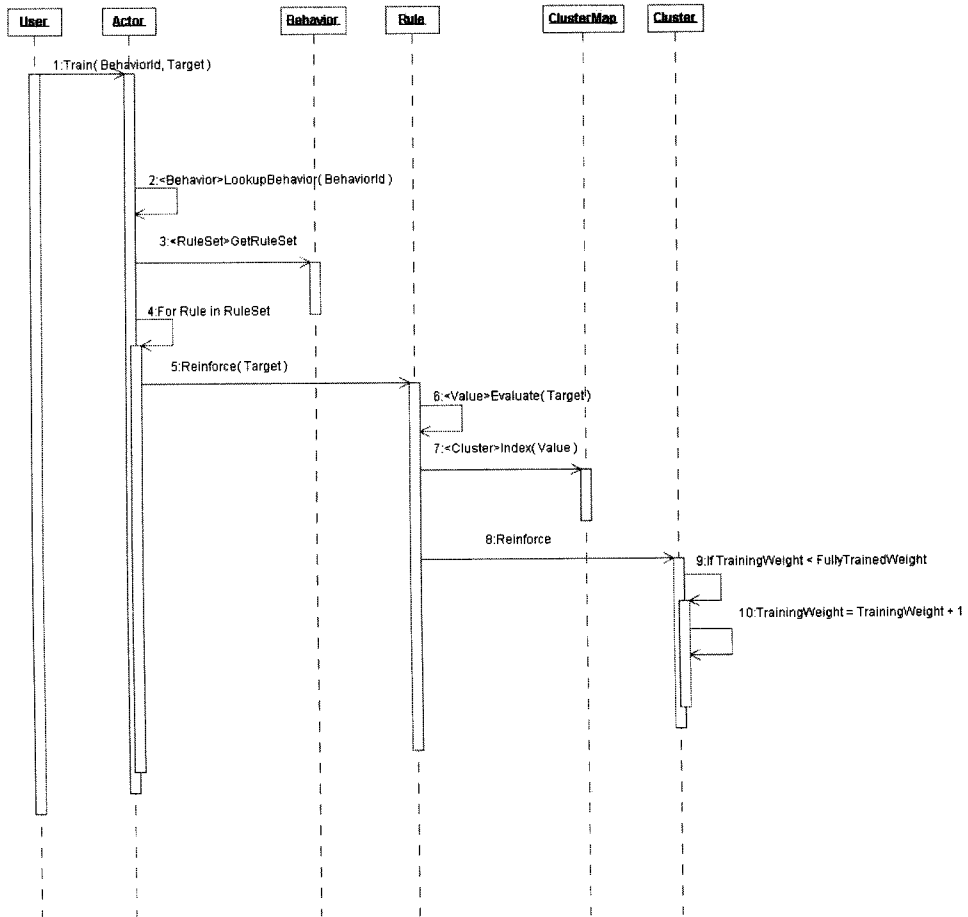 User
Actor
Behavior
Rule
ClusterMap
Cluster
1:Train( BehaviorId, Target )
2:<Behavior>LookupBehavior( BehaviorId )
3:<RuleSet>GetRuleSet
4:For Rule in RuleSet
5:Reinforce( Target )
6:<Value>Evaluate( Target)
7:<Cluster>Index( Value )
8:Reinforce
9:If TrainingWeight < FullyTrainedWeight
10:TrainingWeight = TrainingWeight + 1